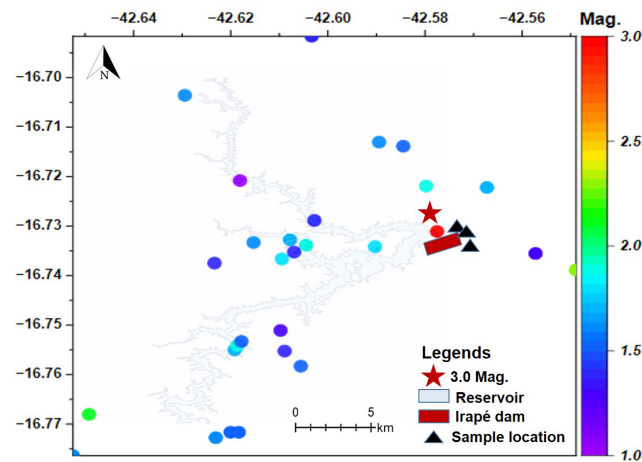 −42.64 −42.62 −42.60 −42.58 −42.56 Mag.
3.0
−16.70
−16.71
2.5
−16.72
−16.73
2.0
−16.74
−16.75
1.5
−16.76
−16.77
1.0
N
Legends
3.0 Mag.
Reservoir
Irapé dam
Sample location
0 5
km